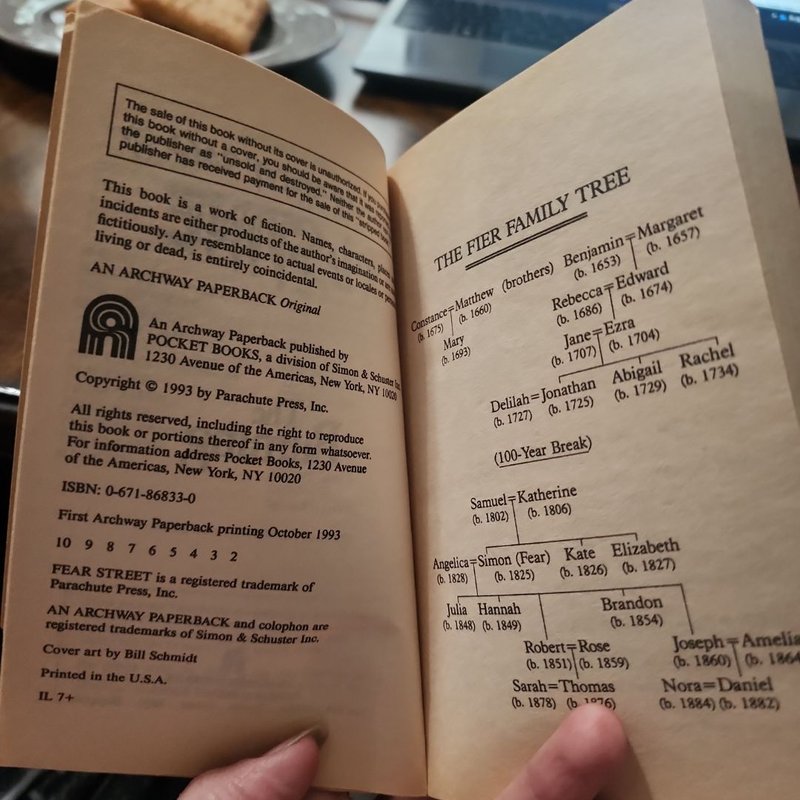 The sale of this book without its cover is unauthorized. If you
this book without a cover, you should be aware that it was
the publisher as "unsold and destroyed." Neither the author
publisher has received payment for the sale of this "stripped
This book is a work of fiction. Names, characters,
incidents are either products of the author's imagination or are
fictitiously. Any resemblance to actual events or locales or
living or dead, is entirely coincidental.
AN ARCHWAY PAPERBACK Original
An Archway Paperback published by
POCKET BOOKS, a division of Simon & Schuster
1230 Avenue of the Americas, New York, NY 10020
Copyright © 1993 by Parachute Press, Inc.
All rights reserved, including the right to reproduce
this book or portions thereof in any form whatsoever.
For information address Pocket Books, 1230 Avenue
of the Americas, New York, NY 10020
ISBN: 0-671-86833-0
First Archway Paperback printing October 1993
10 9 8 7 6 5 4 3 2
FEAR STREET is a registered trademark of
Parachute Press, Inc.
AN ARCHWAY PAPERBACK and colophon are
registered trademarks of Simon & Schuster Inc.
Cover art by Bill Schmidt
Printed in the U.S.A.
IL 7+
THE FIER FAMILY TREE
Constance=Matthew (brothers) Benjamin=Margaret
(b. 1675) (b. 1660) (b. 1653) (b. 1657)
Mary Rebecca=Edward
(b. 1693) (b. 1686) (b. 1674)
Jane=Ezra
(b. 1707) (b. 1704)
Delilah=Jonathan Abigail Rachel
(b. 1727) (b. 1725) (b. 1729) (b. 1734)
(100-Year Break)
Samuel=Katherine
(b. 1802) (b. 1806)
Angelica=Simon (Fear) Kate Elizabeth
(b. 1828) (b. 1825) (b. 1826) (b. 1827)
Julia Hannah Brandon
(b. 1848) (b. 1849) (b. 1854)
Robert=Rose Joseph=Amelia
(b. 1851) (b. 1859) (b. 1860) (b. 1864
Sarah=Thomas Nora=Daniel
(b. 1878) (b. 1876) (b. 1884) (b. 1882)